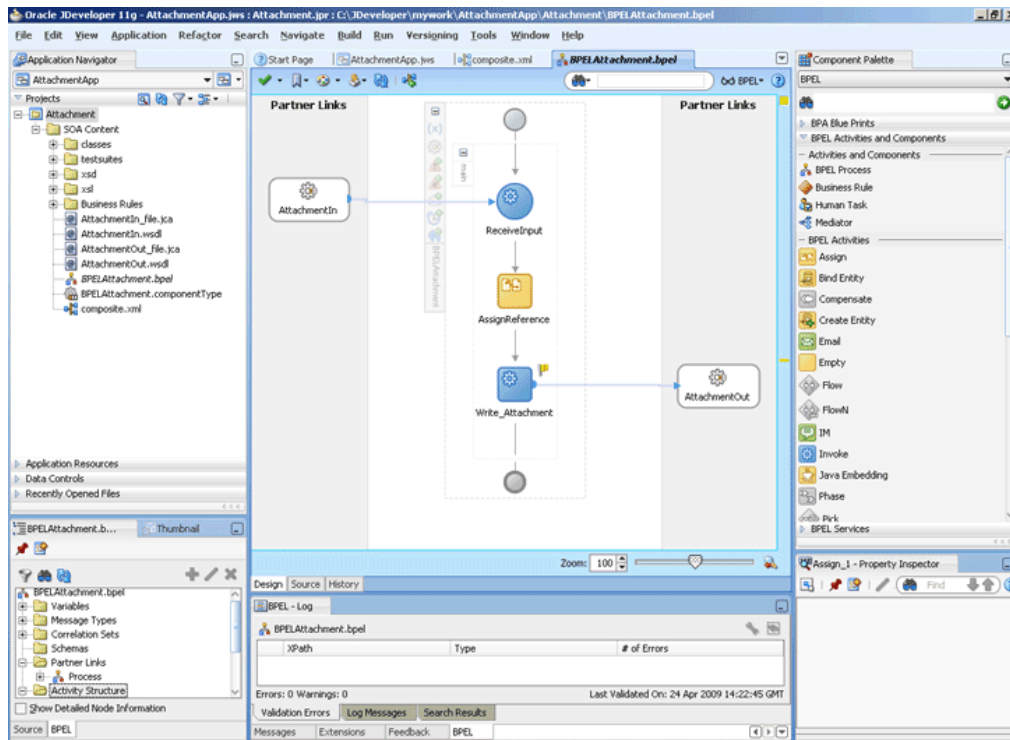 Oracle JDeveloper 11g - AttachmentApp.jws : Attachment.jpr : C:\JDeveloper\mywork\AttachmentApp\Attachment\BPELAttachment.bpel
File Edit View Application Refactor Search Navigate Build Run Versioning Tools Window Help
Application Navigator
AttachmentApp
Projects
Attachment
SOA Content
classes
testsuites
xsd
xsl
Business Rules
AttachmentIn_file.jca
AttachmentIn.wsdl
AttachmentOut_file.jca
AttachmentOut.wsdl
BPELAttachment.bpel
BPELAttachment.componentType
composite.xml
Application Resources
Data Controls
Recently Opened Files
BPELAttachment.b... Thumbnail
BPELAttachment.bpel
Variables
Message Types
Correlation Sets
Schemas
Partner Links
Process
Activity Structure
Show Detailed Node Information
Source BPEL
Start Page AttachmentApp.jws composite.xml BPELAttachment.bpel
BPEL
Partner Links
Partner Links
main
BPELAttachment
AttachmentIn
ReceiveInput
AssignReference
Write_Attachment
AttachmentOut
Zoom: 100
Design Source History
BPEL - Log
BPELAttachment.bpel
XPath Type # of Errors
Errors: 0 Warnings: 0 Last Validated On: 24 Apr 2009 14:22:45 GMT
Validation Errors Log Messages Search Results
Messages Extensions Feedback BPEL
Component Palette
BPEL
BPA Blue Prints
BPEL Activities and Components
Activities and Components
BPEL Process
Business Rule
Human Task
Mediator
BPEL Activities
Assign
Bind Entity
Compensate
Create Entity
Email
Empty
Flow
FlowN
IM
Invoke
Java Embedding
Phase
Pick
BPEL Services
Assign_1 - Property Inspector
Find